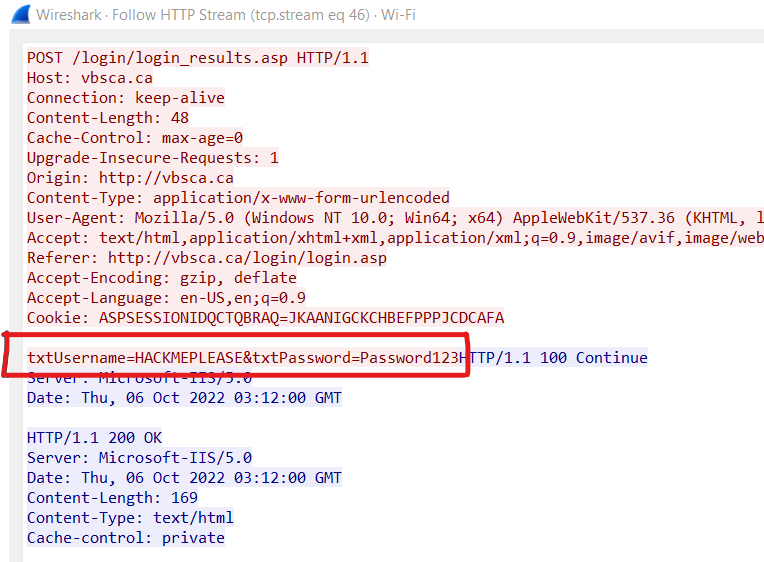 Wireshark · Follow HTTP Stream (tcp.stream eq 46) · Wi-Fi
POST /login/login_results.asp HTTP/1.1
Host: vbsca.ca
Connection: keep-alive
Content-Length: 48
Cache-Control: max-age=0
Upgrade-Insecure-Requests: 1
Origin: http://vbsca.ca
Content-Type: application/x-www-form-urlencoded
User-Agent: Mozilla/5.0 (Windows NT 10.0; Win64; x64) AppleWebKit/537.36 (KHTML, l
Accept: text/html,application/xhtml+xml,application/xml;q=0.9,image/avif,image/web
Referer: http://vbsca.ca/login/login.asp
Accept-Encoding: gzip, deflate
Accept-Language: en-US,en;q=0.9
Cookie: ASPSESSIONIDQCTQBRAQ=JKAANIGCKCHBEFPPPJCDCAFA
txtUsername=HACKMEPLEASE&txtPassword=Password123HTTP/1.1 100 Continue
Server: Microsoft-IIS/5.0
Date: Thu, 06 Oct 2022 03:12:00 GMT
HTTP/1.1 200 OK
Server: Microsoft-IIS/5.0
Date: Thu, 06 Oct 2022 03:12:00 GMT
Content-Length: 169
Content-Type: text/html
Cache-control: private